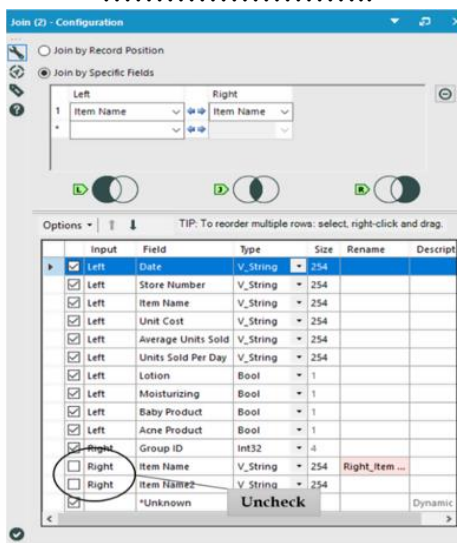 Join (2) - Configuration
Join by Record Position
Join by Specific Fields
Left Right
1 Item Name Item Name
*
L J R
Options TIP: To reorder multiple rows: select, right-click and drag.
Input Field Type Size Rename Descript
Left Date V_String 254
Left Store Number V_String 254
Left Item Name V_String 254
Left Unit Cost V_String 254
Left Average Units Sold V_String 254
Left Units Sold Per Day V_String 254
Left Lotion Bool 1
Left Moisturizing Bool 1
Left Baby Product Bool 1
Left Acne Product Bool 1
Right Group ID Int32 4
Right Item Name V_String 254 Right_Item ...
Right Item Name2 V_String 254
*Unknown Dynamic
Uncheck